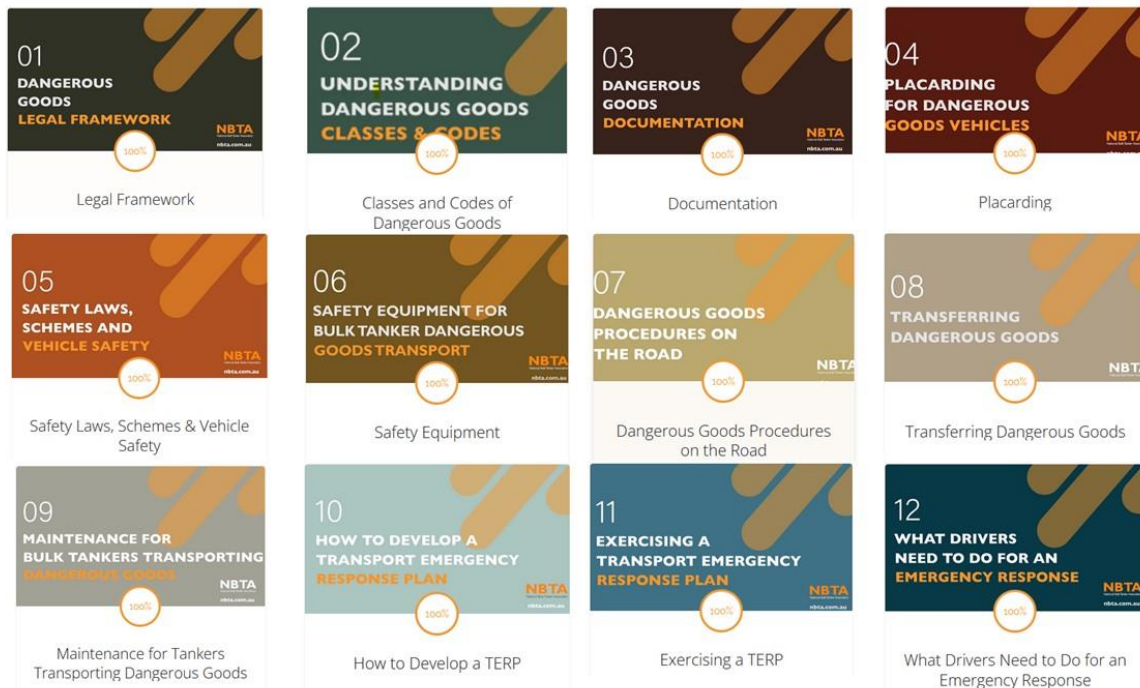 01
DANGEROUS
GOODS
LEGAL FRAMEWORK
NBTA
nbta.com.au
100%
Legal Framework
02
UNDERSTANDING
DANGEROUS GOODS
CLASSES & CODES
100%
Classes and Codes of
Dangerous Goods
03
DANGEROUS
GOODS
DOCUMENTATION
NBTA
nbta.com.au
100%
Documentation
04
PLACARDING
FOR DANGEROUS
GOODS VEHICLES
NBTA
100%
Placarding
05
SAFETY LAWS,
SCHEMES AND
VEHICLE SAFETY
NBTA
nbta.com.au
100%
Safety Laws, Schemes & Vehicle
Safety
06
SAFETY EQUIPMENT FOR
BULK TANKER DANGEROUS
GOODS TRANSPORT
NBTA
nbta.com.au
100%
Safety Equipment
07
DANGEROUS GOODS
PROCEDURES ON
THE ROAD
NBTA
100%
Dangerous Goods Procedures
on the Road
08
TRANSFERRING
DANGEROUS GOODS
NBTA
100%
Transferring Dangerous Goods
09
MAINTENANCE FOR
BULK TANKERS TRANSPORTING
DANGEROUS GOODS
NBTA
nbta.com.au
100%
Maintenance for Tankers
Transporting Dangerous Goods
10
HOW TO DEVELOP A
TRANSPORT EMERGENCY
RESPONSE PLAN
NBTA
nbta.com.au
100%
How to Develop a TERP
11
EXERCISING A
TRANSPORT EMERGENCY
RESPONSE PLAN
NBTA
nbta.com.au
100%
Exercising a TERP
12
WHAT DRIVERS
NEED TO DO FOR AN
EMERGENCY RESPONSE
NBTA
nbta.com.au
100%
What Drivers Need to Do for an
Emergency Response